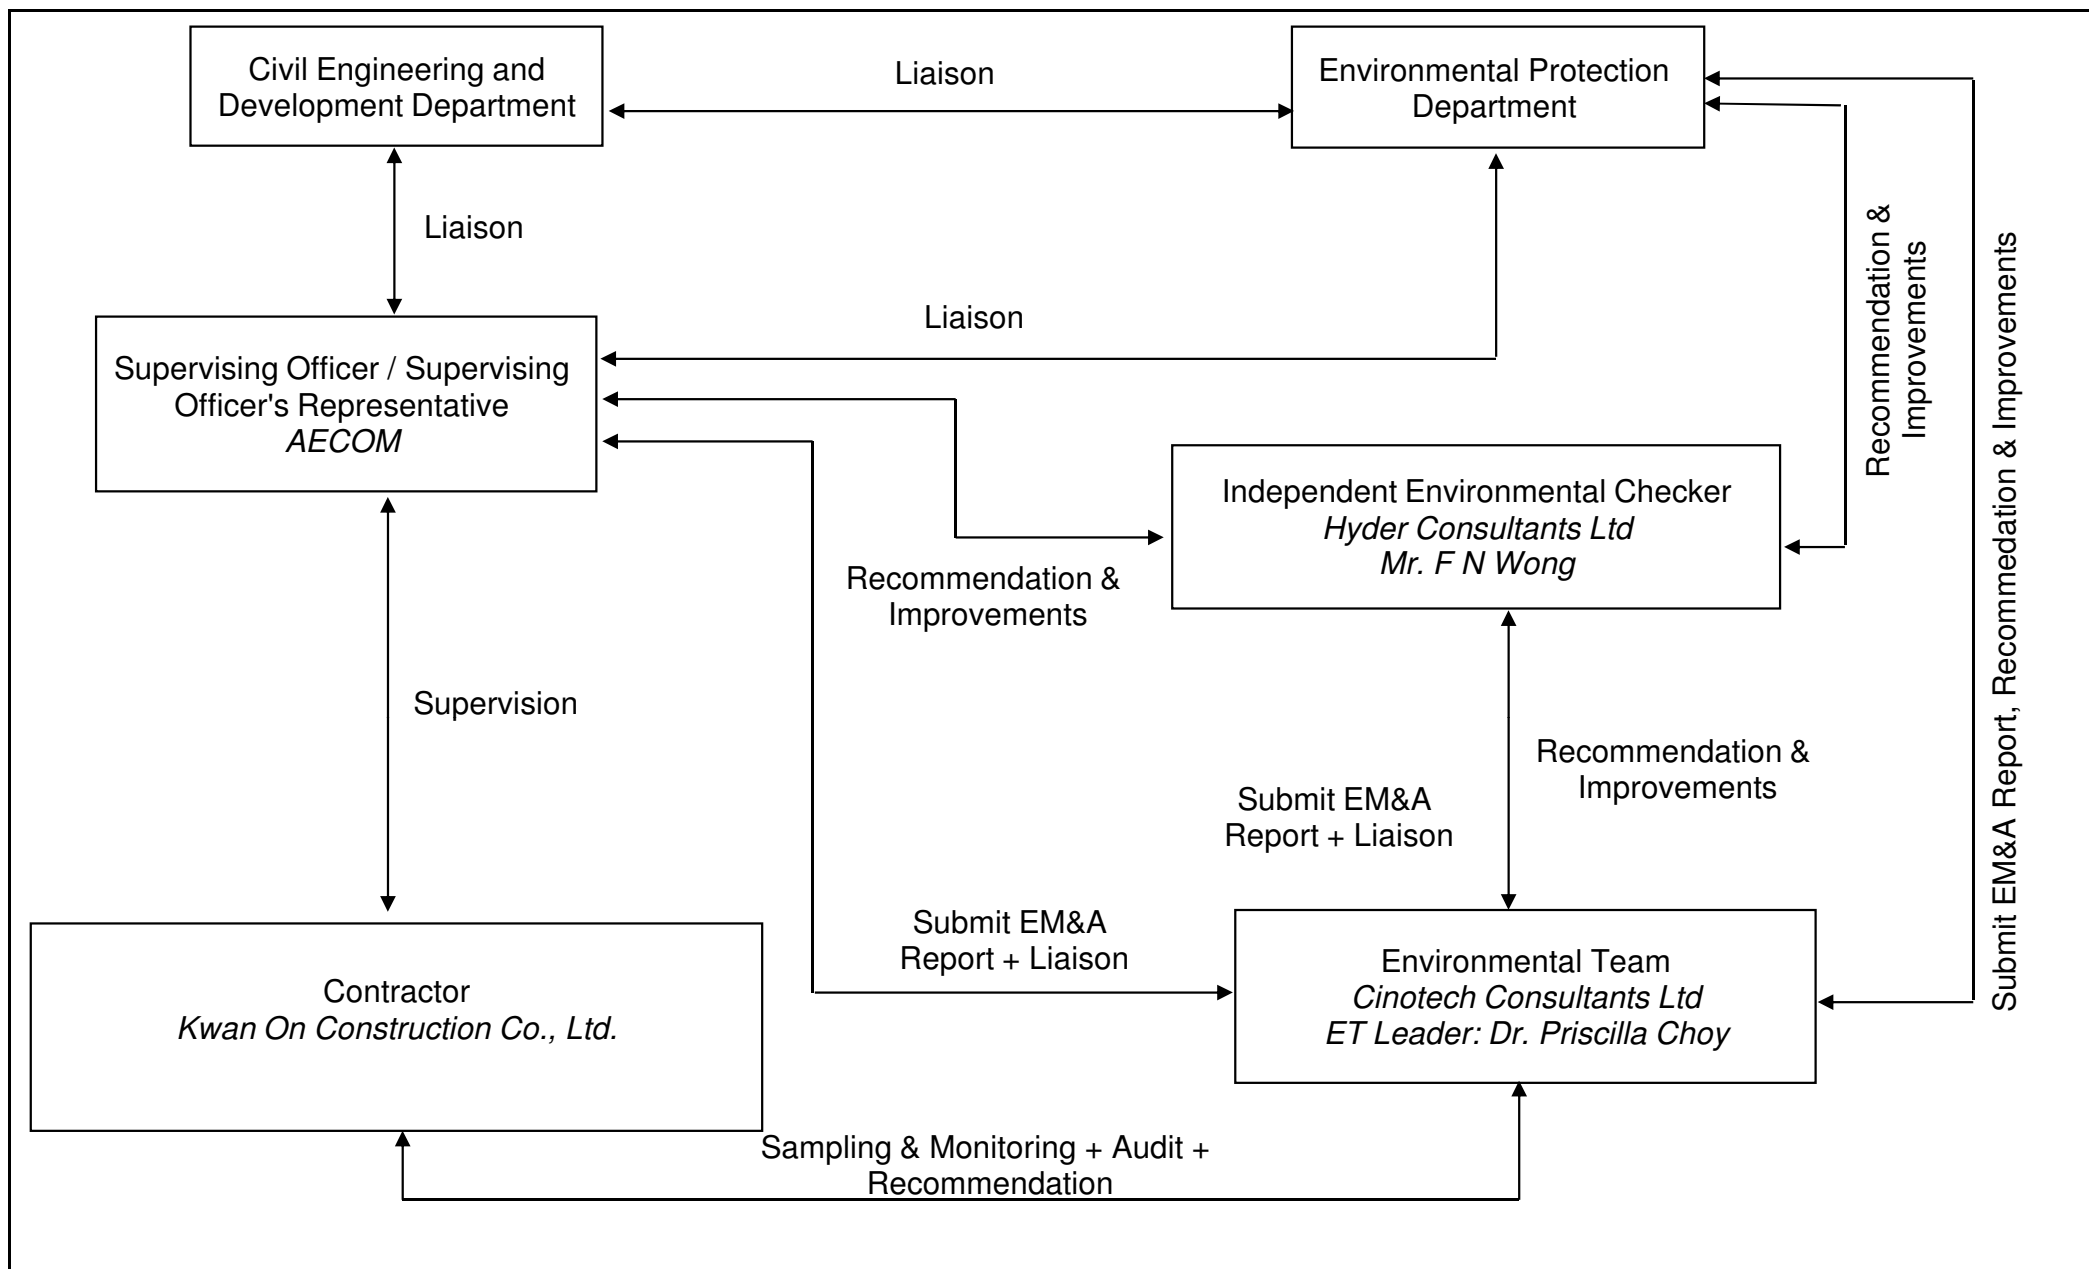 Civil Engineering and
Development Department
Liaison
Environmental Protection
Department
Liaison
Liaison
Recommendation &
Improvements
Submit EM&A Report, Recommedation & Improvements
Supervising Officer / Supervising
Officer's Representative
AECOM
Independent Environmental Checker
Hyder Consultants Ltd
Mr. F N Wong
Recommendation &
Improvements
Supervision
Recommendation &
Improvements
Submit EM&A
Report + Liaison
Submit EM&A
Report + Liaison
Contractor
Kwan On Construction Co., Ltd.
Environmental Team
Cinotech Consultants Ltd
ET Leader: Dr. Priscilla Choy
Sampling & Monitoring + Audit +
Recommendation